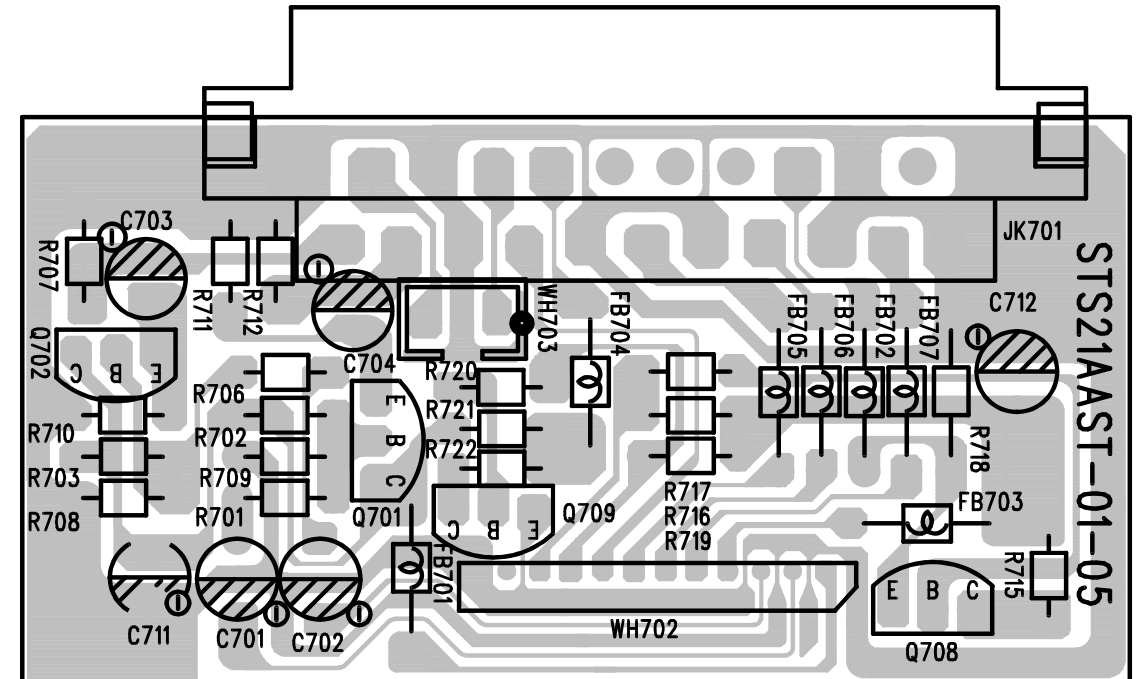 C703
JK701
R707
R711
R712
WH703
FB704
FB705
FB706
FB702
FB707
C712
STS21AAST-01-05
Q702
C B E
C704
R720
R706
R721
R710
R702
R722
R703
R709
R708
R701
E
B
C
Q701
C B E
Q709
R717
R716
R719
R718
FB703
FB701
R715
E B C
C711
C701
C702
WH702
Q708